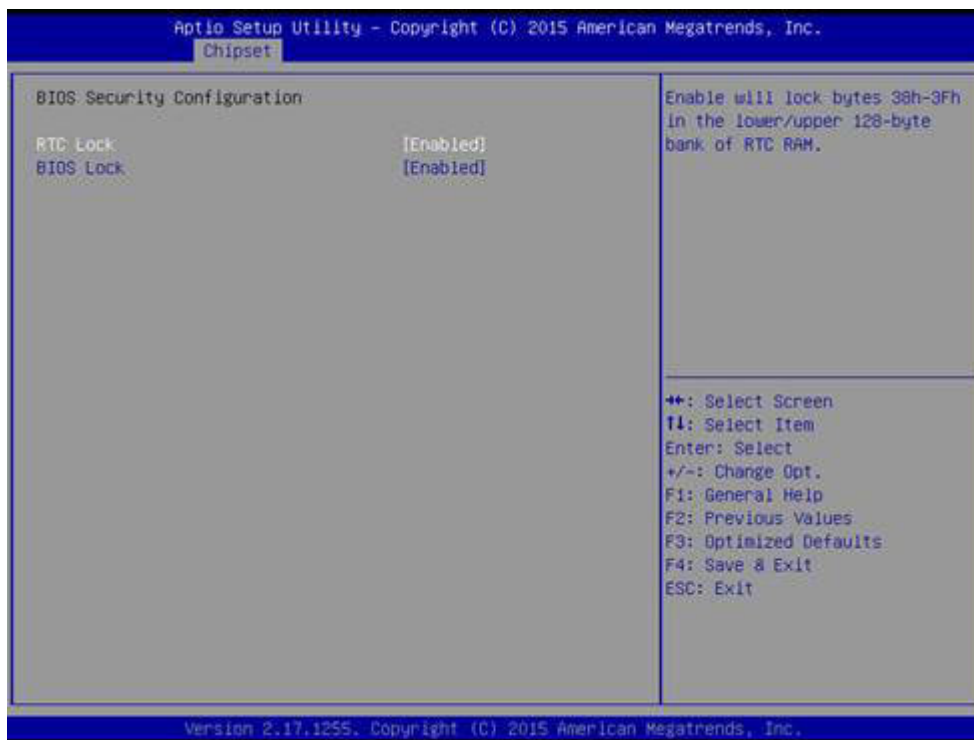 Aptio Setup Utility – Copyright (C) 2015 American Megatrends, Inc.
Chipset
BIOS Security Configuration
RTC Lock [Enabled]
BIOS Lock [Enabled]
Enable will lock bytes 38h-3Fh
in the lower/upper 128-byte
bank of RTC RAM.
→←: Select Screen
↑↓: Select Item
Enter: Select
+/-: Change Opt.
F1: General Help
F2: Previous Values
F3: Optimized Defaults
F4: Save & Exit
ESC: Exit
Version 2.17.1255. Copyright (C) 2015 American Megatrends, Inc.